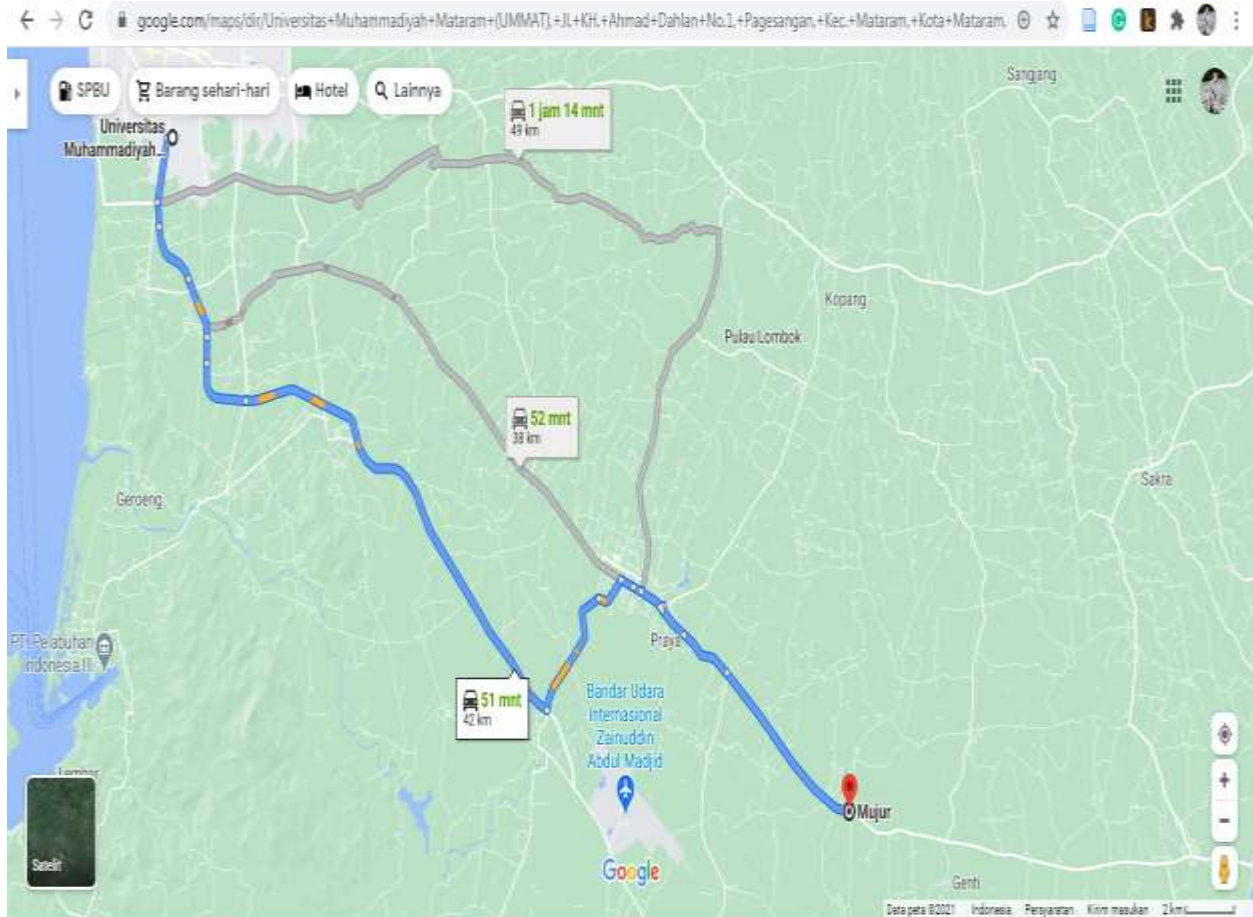 google.com/maps/dir/Universitas+Muhammadiyah+Mataram+(UMMAT),+Jl.+KH.+Ahmad+Dahlan+No.1,+Pagesangan,+Kec.+Mataram,+Kota+Mataram,
SPBU
Barang sehari-hari
Hotel
Lainnya
Sangjang
1 jam 14 mnt
49 km
Universitas
Muhammadiyah...
Kopang
Pulau Lombok
52 mnt
38 km
Sakra
Geroeng
Praya
PT. Pelabuhan
Indonesia II
51 mnt
42 km
Bandar Udara
Internasional
Zainuddin
Abdul Madjid
Lembar
Mujur
Satelit
Google
Genti
Data peta ©2021 Indonesia Persyaratan Kirim masukan 2 km